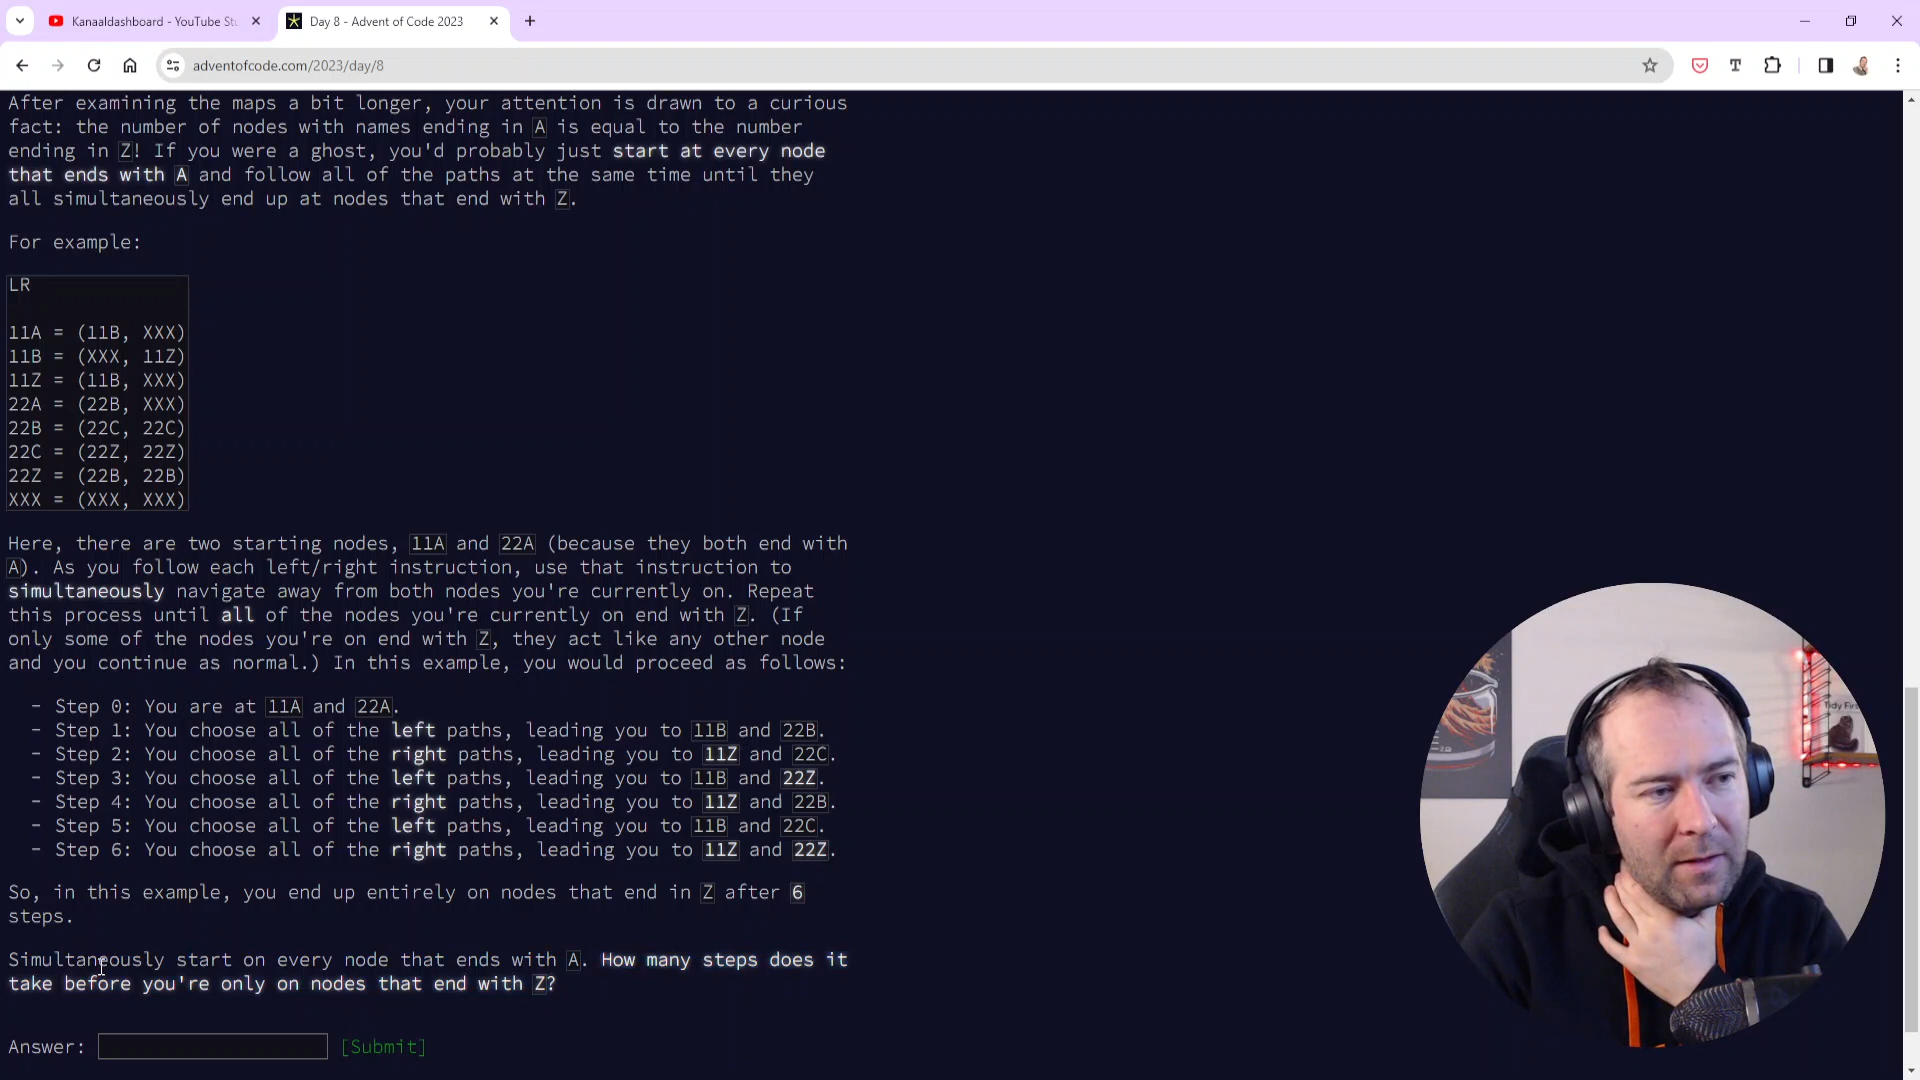 Kanaaldashboard - YouTube Stu
Day 8 - Advent of Code 2023
adventofcode.com/2023/day/8
After examining the maps a bit longer, your attention is drawn to a curious
fact: the number of nodes with names ending in A is equal to the number
ending in Z! If you were a ghost, you'd probably just start at every node
that ends with A and follow all of the paths at the same time until they
all simultaneously end up at nodes that end with Z.
For example:
LR
11A = (11B, XXX)
11B = (XXX, 11Z)
11Z = (11B, XXX)
22A = (22B, XXX)
22B = (22C, 22C)
22C = (22Z, 22Z)
22Z = (22B, 22B)
XXX = (XXX, XXX)
Here, there are two starting nodes, 11A and 22A (because they both end with
A). As you follow each left/right instruction, use that instruction to
simultaneously navigate away from both nodes you're currently on. Repeat
this process until all of the nodes you're currently on end with Z. (If
only some of the nodes you're on end with Z, they act like any other node
and you continue as normal.) In this example, you would proceed as follows:
- Step 0: You are at 11A and 22A.
- Step 1: You choose all of the left paths, leading you to 11B and 22B.
- Step 2: You choose all of the right paths, leading you to 11Z and 22C.
- Step 3: You choose all of the left paths, leading you to 11B and 22Z.
- Step 4: You choose all of the right paths, leading you to 11Z and 22B.
- Step 5: You choose all of the left paths, leading you to 11B and 22C.
- Step 6: You choose all of the right paths, leading you to 11Z and 22Z.
So, in this example, you end up entirely on nodes that end in Z after 6
steps.
Simultaneously start on every node that ends with A. How many steps does it
take before you're only on nodes that end with Z?
Answer: [Submit]
Tidy First